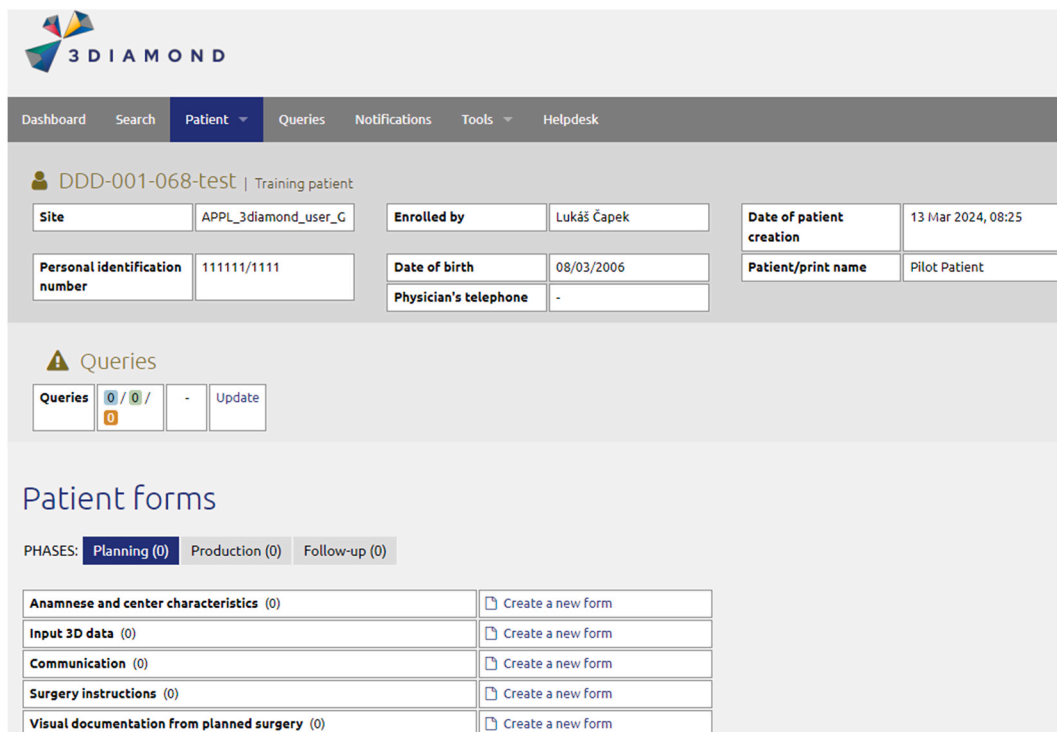 3DIAMOND
Dashboard Search Patient Queries Notifications Tools Helpdesk
DDD-001-068-test | Training patient
Site APPL_3diamond_user_G Enrolled by Lukáš Čapek Date of patient creation 13 Mar 2024, 08:25
Personal identification number 111111/1111 Date of birth 08/03/2006 Patient/print name Pilot Patient
Physician's telephone -
Queries
Queries 0 / 0 / 0 - Update
Patient forms
PHASES: Planning (0) Production (0) Follow-up (0)
Anamnese and center characteristics (0) Create a new form
Input 3D data (0) Create a new form
Communication (0) Create a new form
Surgery instructions (0) Create a new form
Visual documentation from planned surgery (0) Create a new form